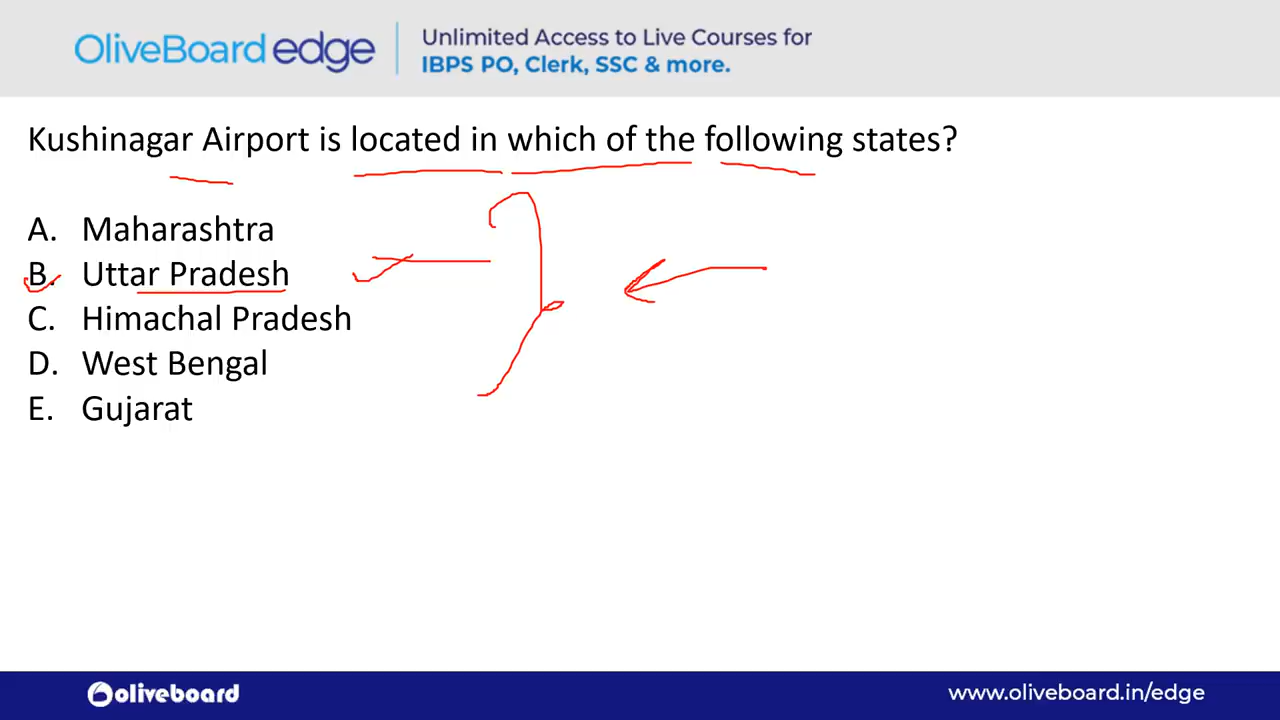 OliveBoard edge
Unlimited Access to Live Courses for
IBPS PO, Clerk, SSC & more.
Kushinagar Airport is located in which of the following states?
A. Maharashtra
B. Uttar Pradesh
C. Himachal Pradesh
D. West Bengal
E. Gujarat
oliveboard
www.oliveboard.in/edge